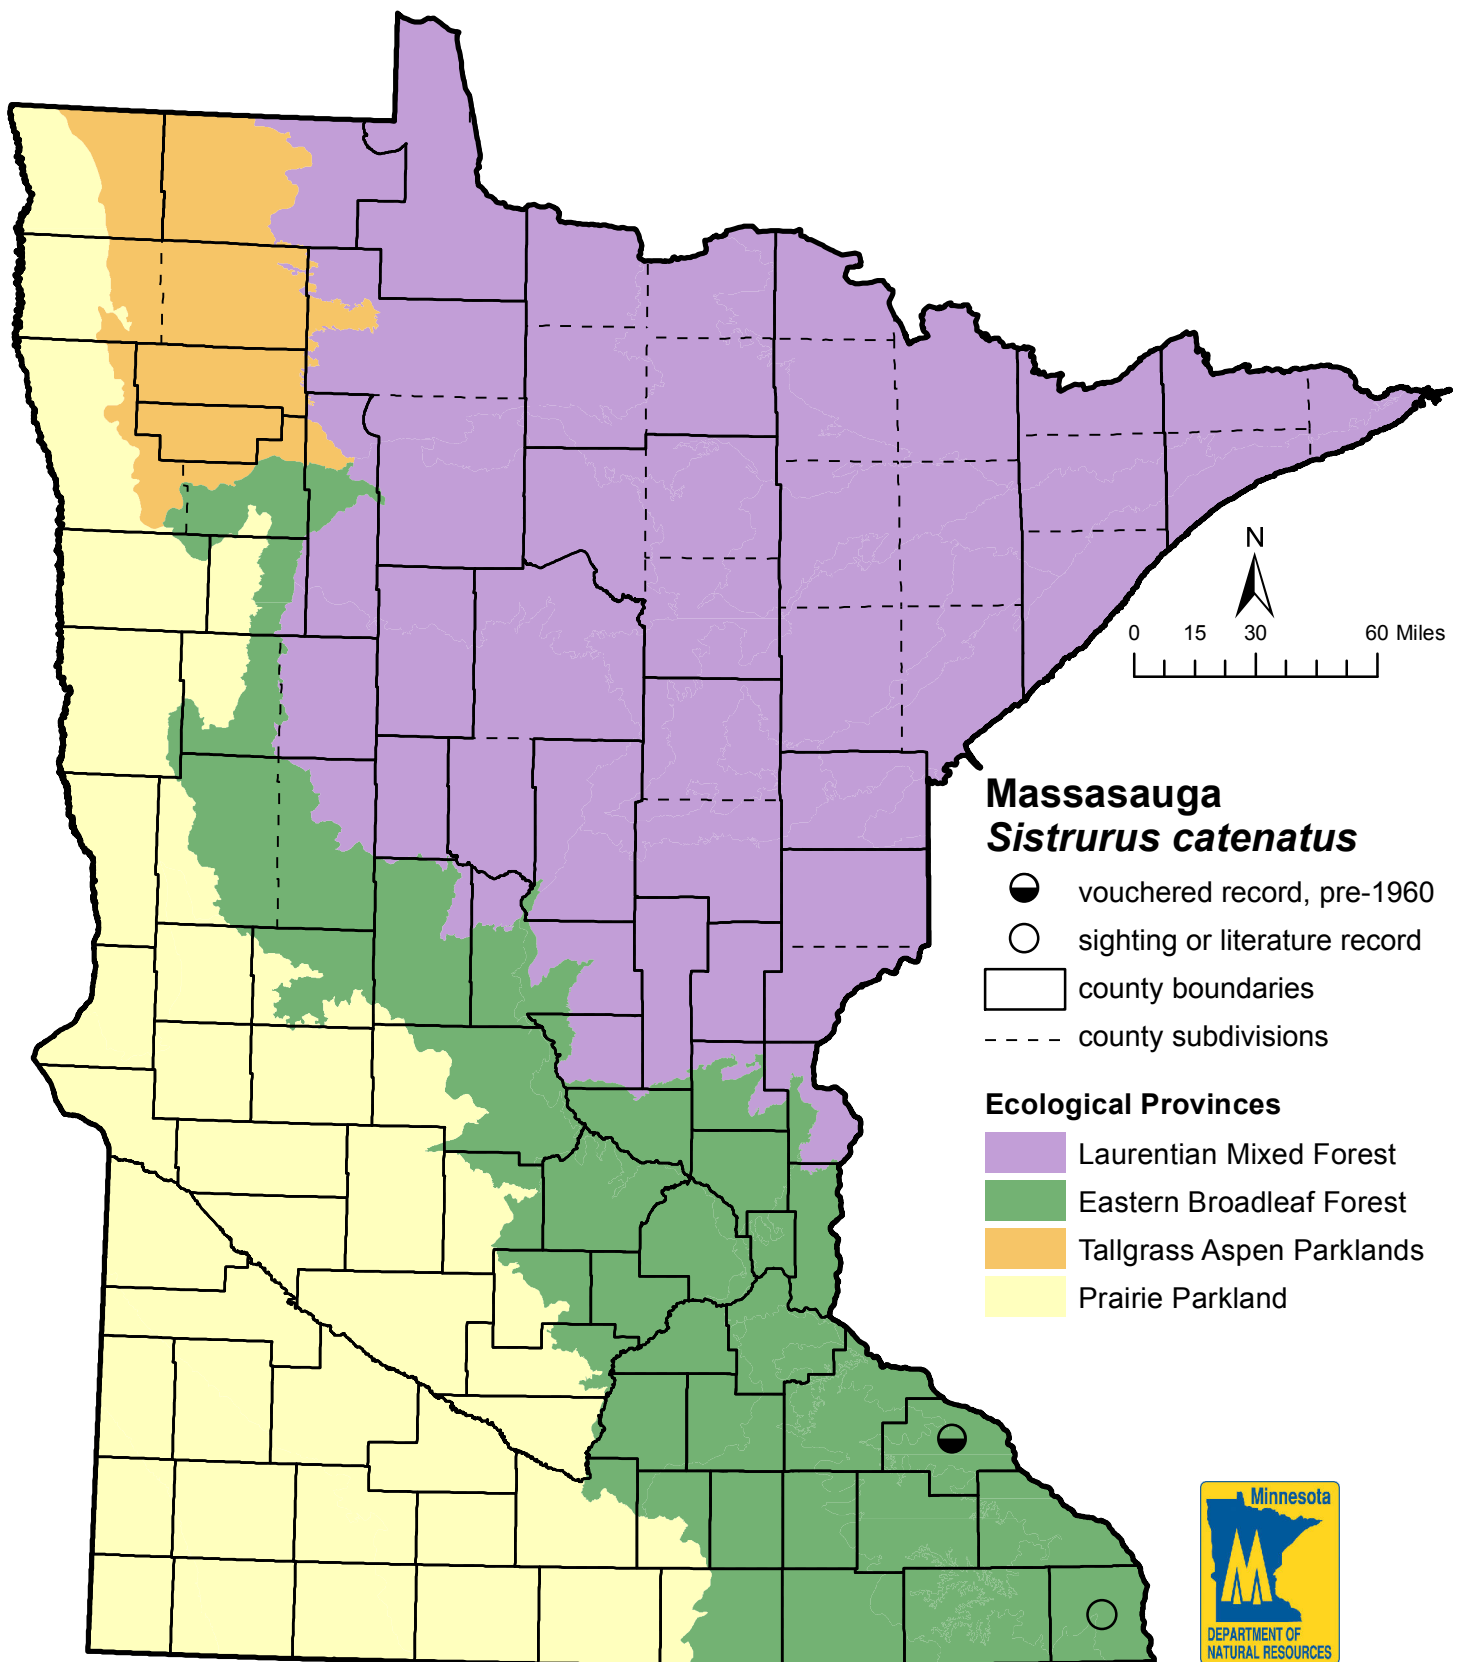 N
0 15 30 60 Miles
Massasauga
Sistrurus catenatus
vouchered record, pre-1960
sighting or literature record
county boundaries
county subdivisions
Ecological Provinces
Laurentian Mixed Forest
Eastern Broadleaf Forest
Tallgrass Aspen Parklands
Prairie Parkland
Minnesota
DEPARTMENT OF
NATURAL RESOURCES